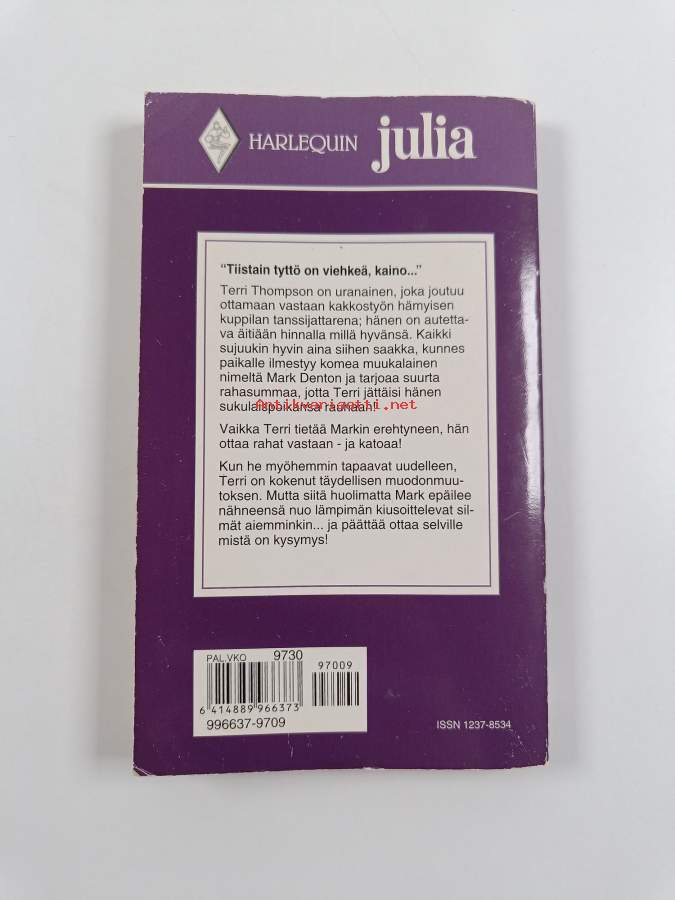 HARLEQUIN julia
"Tiistain tyttö on viehkeä, kaino..."
Terri Thompson on uranainen, joka joutuu
ottamaan vastaan kakkostyön hämyisen
kuppilan tanssijattarena; hänen on autetta-
va äitiään hinnalla millä hyvänsä. Kaikki
sujuukin hyvin aina siihen saakka, kunnes
paikalle ilmestyy komea muukalainen
nimeltä Mark Denton ja tarjoaa suurta
rahasummaa, jotta Terri jättäisi hänen
sukulaispoikansa rauhaan!
Antikvariaatti.net
Vaikka Terri tietää Markin erehtyneen, hän
ottaa rahat vastaan - ja katoaa!
Kun he myöhemmin tapaavat uudelleen,
Terri on kokenut täydellisen muodonmuu-
toksen. Mutta siitä huolimatta Mark epäilee
nähneensä nuo lämpimän kiusoittelevat sil-
mät aiemminkin... ja päättää ottaa selville
mistä on kysymys!
PAL.VKO 9730
97009
6 414889 966373
996637-9709
ISSN 1237-8534